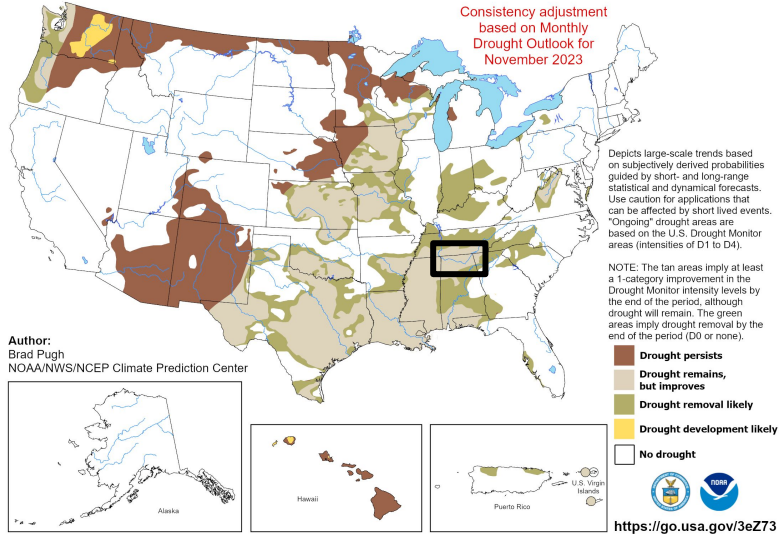 Consistency adjustment
based on Monthly
Drought Outlook for
November 2023
Depicts large-scale trends based
on subjectively derived probabilities
guided by short- and long-range
statistical and dynamical forecasts.
Use caution for applications that
can be affected by short lived events.
"Ongoing" drought areas are
based on the U.S. Drought Monitor
areas (intensities of D1 to D4).
NOTE: The tan areas imply at least
a 1-category improvement in the
Drought Monitor intensity levels by
the end of the period, although
drought will remain. The green
areas imply drought removal by the
end of the period (D0 or none).
Author:
Brad Pugh
NOAA/NWS/NCEP Climate Prediction Center
Drought persists
Drought remains,
but improves
Drought removal likely
Drought development likely
No drought
Alaska
Hawaii
Puerto Rico
U.S. Virgin
Islands
NOAA
https://go.usa.gov/3eZ73